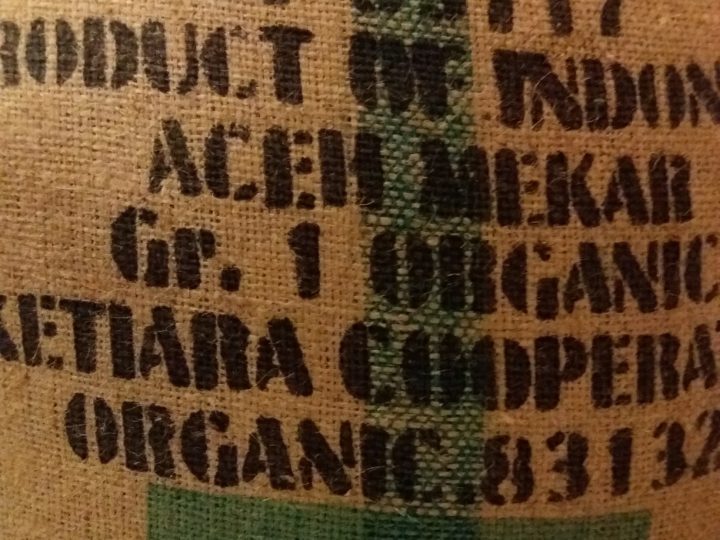 PRODUCT OF INDON
ACEH MEKAR
Gr. 1 ORGANIC
KETIARA COOPERA
ORGANIC.83132